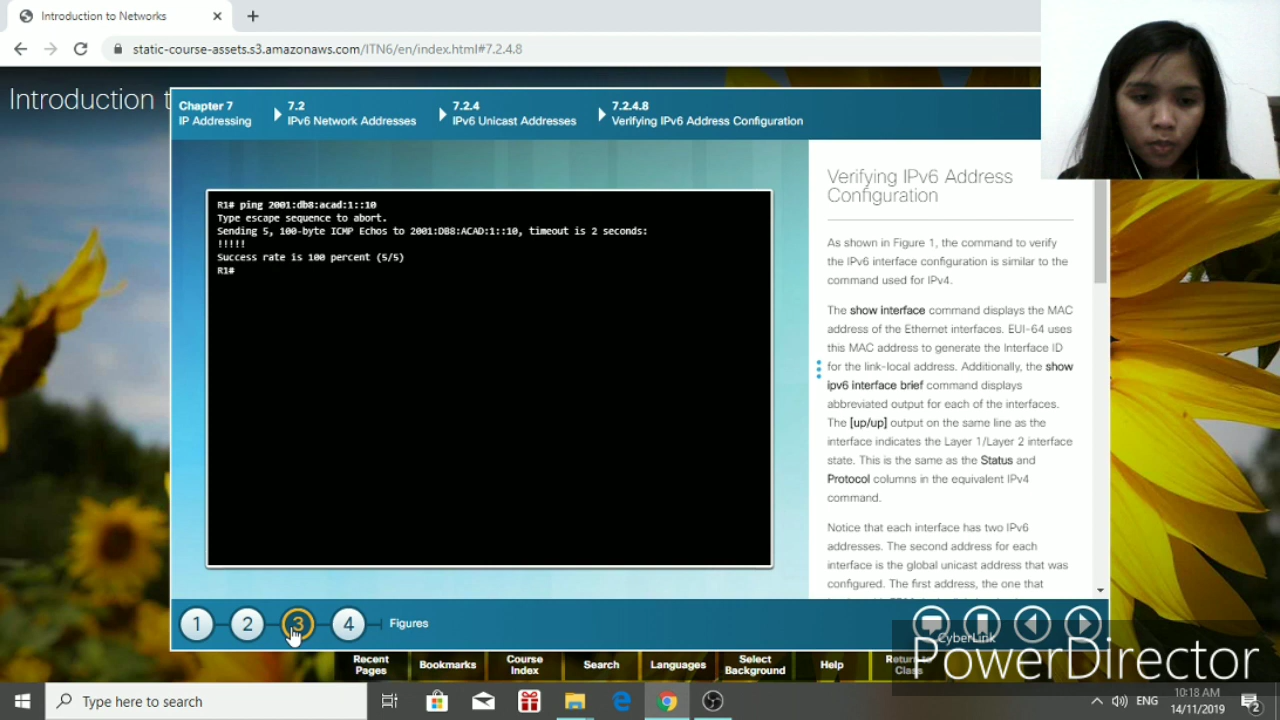 Introduction to Networks
static-course-assets.s3.amazonaws.com/ITN6/en/index.html#7.2.4.8
Introduction t
Chapter 7
IP Addressing
7.2
IPv6 Network Addresses
7.2.4
IPv6 Unicast Addresses
7.2.4.8
Verifying IPv6 Address Configuration
R1# ping 2001:db8:acad:1::10
Type escape sequence to abort.
Sending 5, 100-byte ICMP Echos to 2001:DB8:ACAD:1::10, timeout is 2 seconds:
!!!!!
Success rate is 100 percent (5/5)
R1#
Verifying IPv6 Address
Configuration
As shown in Figure 1, the command to verify
the IPv6 interface configuration is similar to the
command used for IPv4.
The show interface command displays the MAC
address of the Ethernet interfaces. EUI-64 uses
this MAC address to generate the Interface ID
for the link-local address. Additionally, the show
ipv6 interface brief command displays
abbreviated output for each of the interfaces.
The [up/up] output on the same line as the
interface indicates the Layer 1/Layer 2 interface
state. This is the same as the Status and
Protocol columns in the equivalent IPv4
command.
Notice that each interface has two IPv6
addresses. The second address for each
interface is the global unicast address that was
configured. The first address, the one that
1
2
3
4
Figures
Recent
Pages
Bookmarks
Course
Index
Search
Languages
Select
Background
Help
Class
CyberLink
PowerDirector
Type here to search
ENG
10:18 AM
14/11/2019
2